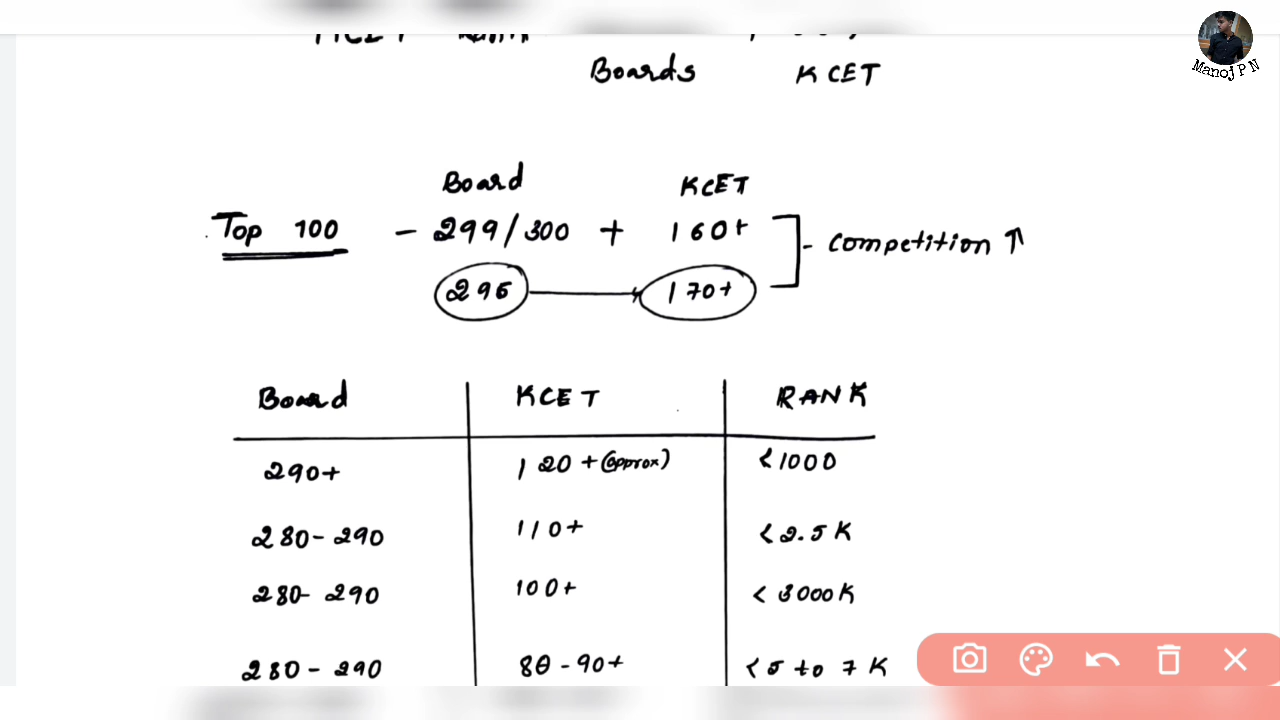 Boards KCET
Manoj P N
Board KCET
Top 100 - 299/300 + 160+ - competition ↑
296 → 170+
Board KCET RANK
290+ 120+(approx) <1000
280-290 110+ <2.5K
280-290 100+ <3000K
280-290 80-90+ <5 to 7K